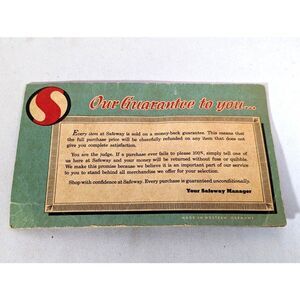 Our Guarantee to you...
Every item at Safeway is sold on a money-back guarantee. This means that
the full purchase price will be cheerfully refunded on any item that does not
give you complete satisfaction.
You are the judge. If a purchase ever fails to please 100%, simply tell one of
us here at Safeway and your money will be returned without fuss or quibble.
We make this promise because we believe it is an important part of our service
to you to stand behind all merchandise we offer for your selection.
Shop with confidence at Safeway. Every purchase is guaranteed unconditionally.
Your Safeway Manager
MADE IN WESTERN GERMANY